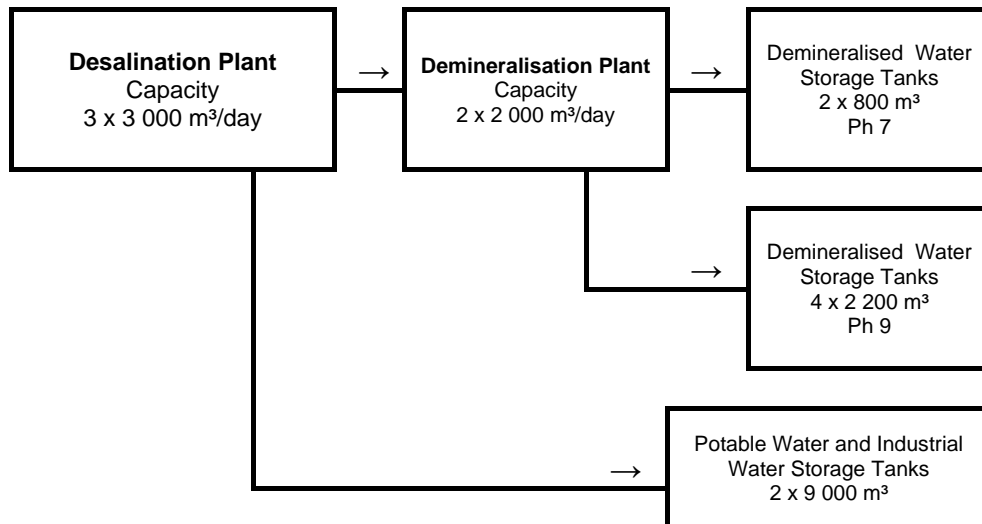 Desalination Plant
Capacity
3 x 3 000 m³/day
→
Demineralisation Plant
Capacity
2 x 2 000 m³/day
→
Demineralised Water
Storage Tanks
2 x 800 m³
Ph 7
→
Demineralised Water
Storage Tanks
4 x 2 200 m³
Ph 9
→
Potable Water and Industrial
Water Storage Tanks
2 x 9 000 m³